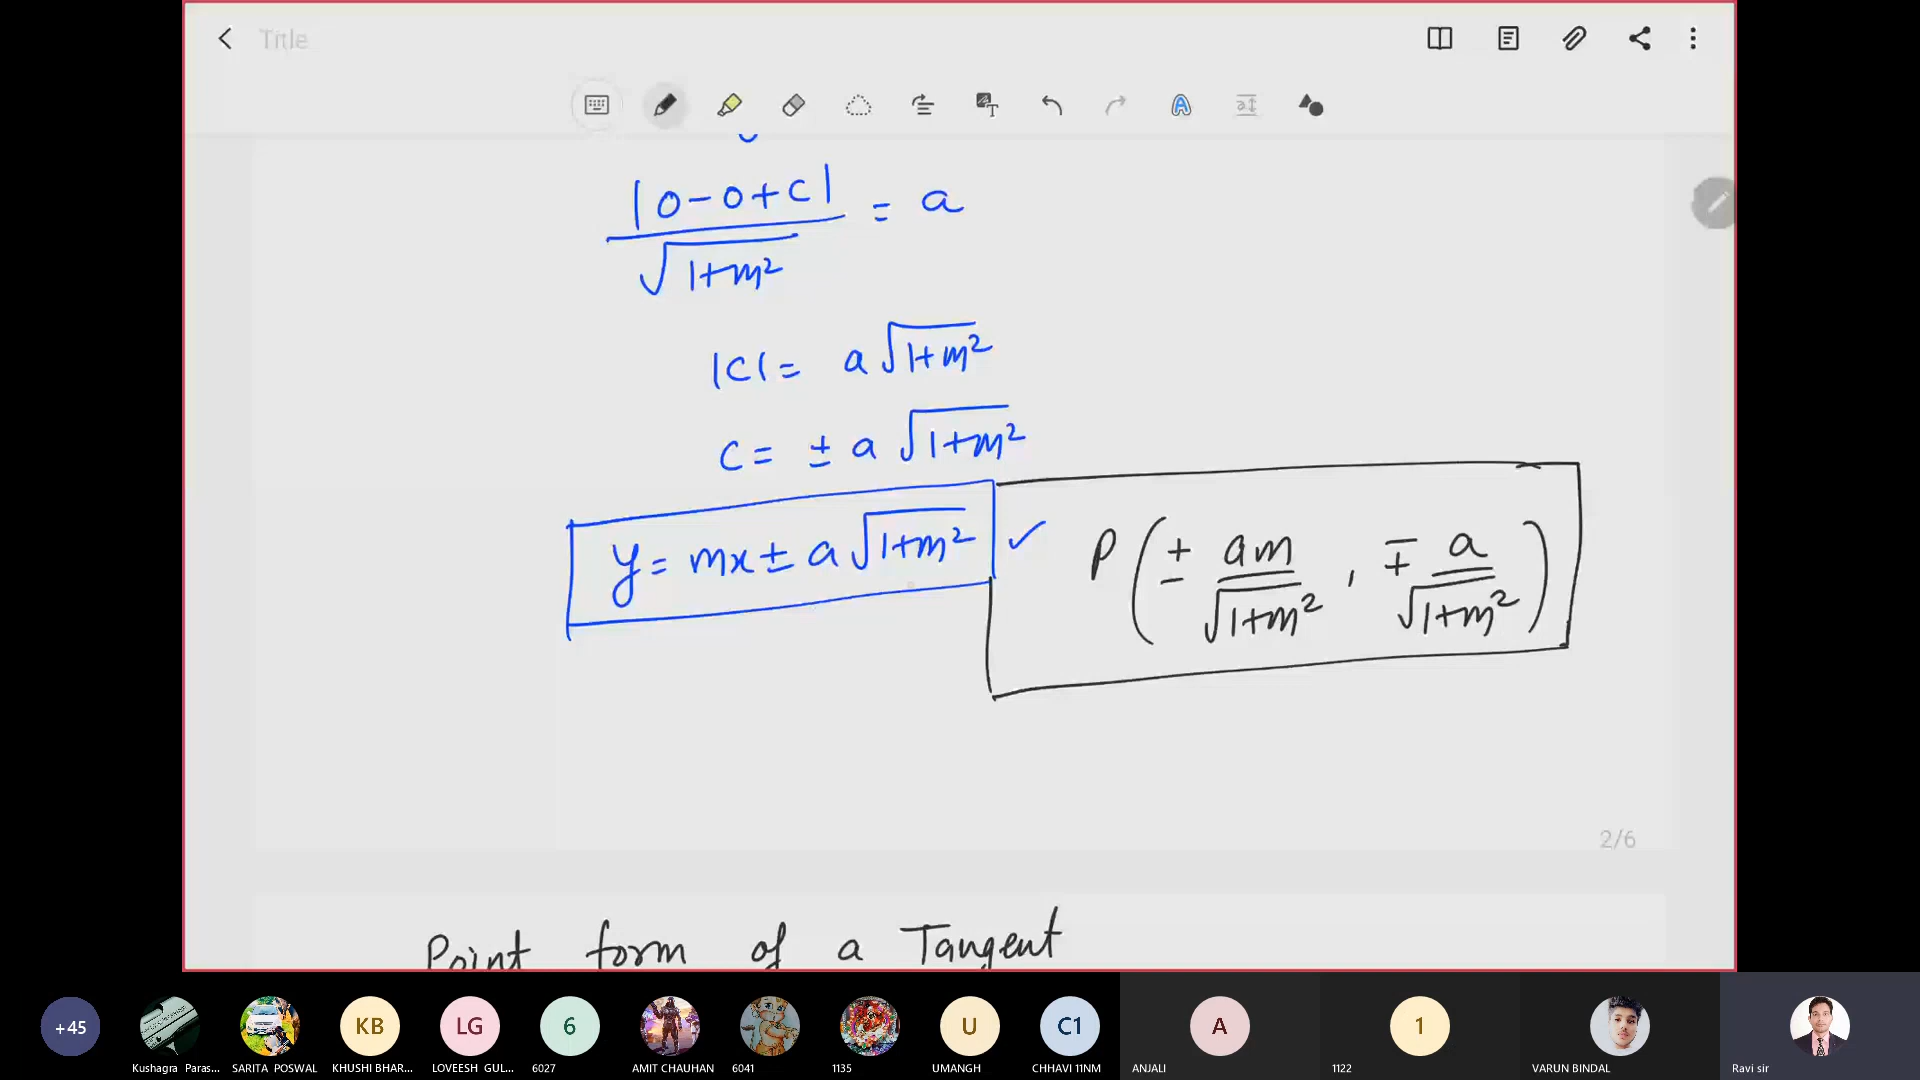 Title
|0-0+c| / √(1+m²) = a
|c| = a√(1+m²)
c = ± a√(1+m²)
y = mx ± a√(1+m²) ✓
P(± am/√(1+m²) , ∓ a/√(1+m²))
2/6
Point form of a Tangent
+45
KB
LG
6
U
C1
A
1
Kushagra Paras...
SARITA POSWAL
KHUSHI BHAR...
LOVEESH GUL...
6027
AMIT CHAUHAN
6041
1135
UMANGH
CHHAVI 11NM
ANJALI
1122
VARUN BINDAL
Ravi sir